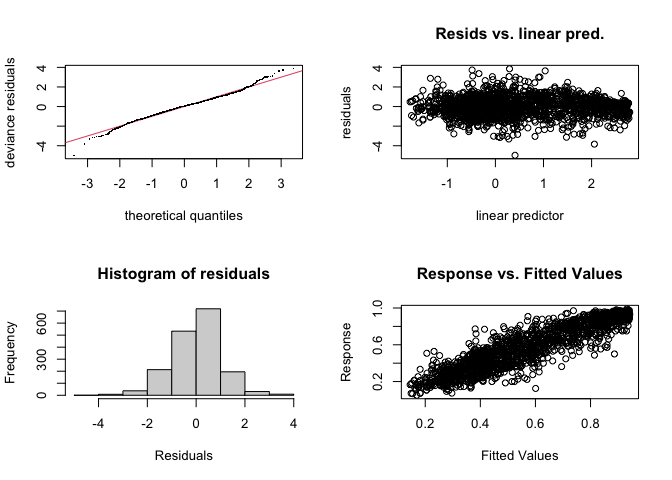 deviance residuals
-4 0 2 4
-3 -2 -1 0 1 2 3
theoretical quantiles
Resids vs. linear pred.
residuals
-4 0 2 4
-1 0 1 2
linear predictor
Histogram of residuals
Frequency
0 300 600
-4 -2 0 2 4
Residuals
Response vs. Fitted Values
Response
0.2 0.6 1.0
0.2 0.4 0.6 0.8
Fitted Values